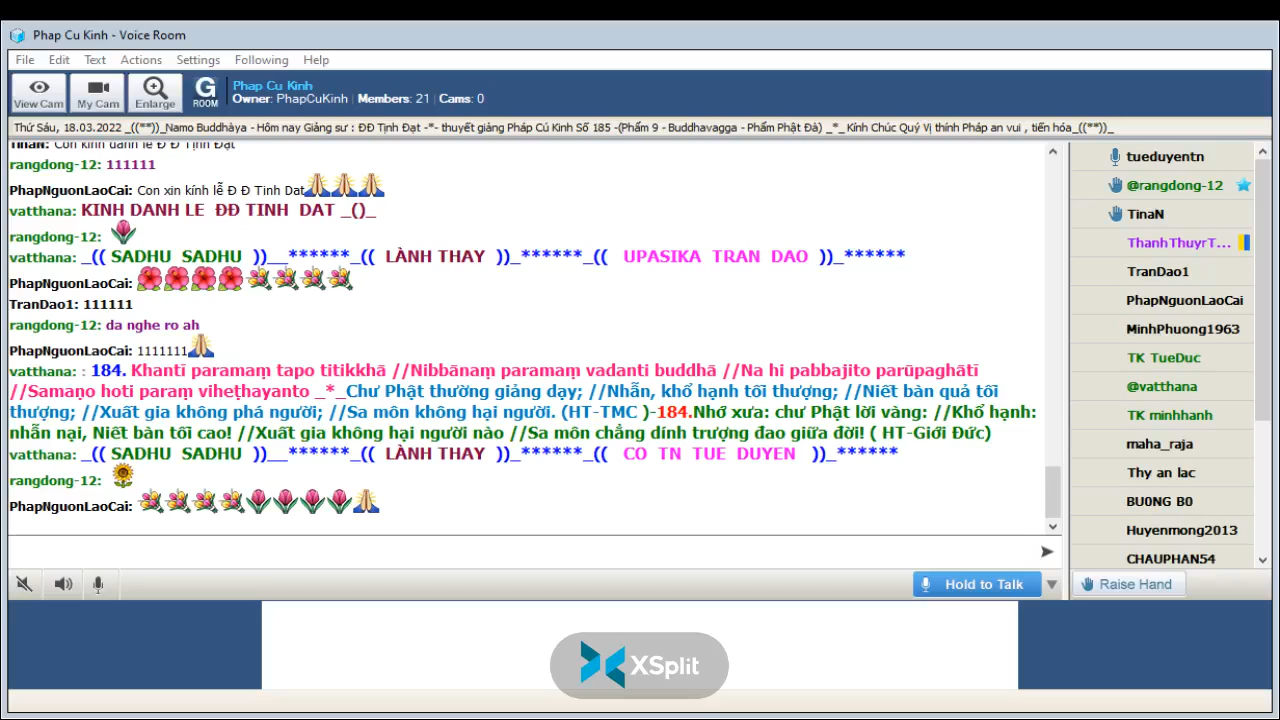 Phap Cu Kinh - Voice Room
File Edit Text Actions Settings Following Help
View Cam My Cam Enlarge G ROOM
Phap Cu Kinh
Owner: PhapCuKinh | Members: 21 | Cams: 0
Thứ Sáu, 18.03.2022 _((**))_Namo Buddhàya - Hôm nay Giảng sư : ĐĐ Tịnh Đạt -*- thuyết giảng Pháp Cú Kinh Số 185 -(Phẩm 9 - Buddhavagga - Phẩm Phật Đà) _*_ Kính Chúc Quý Vị thính Pháp an vui , tiến hóa_((**))_
TinaN: Con kính đảnh lễ Đ Đ Tịnh Đạt
rangdong-12: 111111
PhapNguonLaoCai: Con xin kính lễ Đ Đ Tinh Dat🙏🙏🙏
vatthana: KINH DANH LE ĐĐ TINH DAT _()_
rangdong-12: 🌷
vatthana: _(( SADHU SADHU ))__******_(( LÀNH THAY ))_******_(( UPASIKA TRAN DAO ))_******
PhapNguonLaoCai: 🌺🌺🌺🌺💐💐💐💐
TranDao1: 111111
rangdong-12: da nghe ro ah
PhapNguonLaoCai: 1111111🙏
vatthana: : 184. Khantī paramaṃ tapo titikkhā //Nibbānaṃ paramaṃ vadanti buddhā //Na hi pabbajito parūpaghātī
//Samaṇo hoti paraṃ viheṭhayanto _*_Chư Phật thường giảng dạy; //Nhẫn, khổ hạnh tối thượng; //Niết bàn quả tối
thượng; //Xuất gia không phá người; //Sa môn không hại người. (HT-TMC )-184.Nhớ xưa: chư Phật lời vàng: //Khổ hạnh:
nhẫn nại, Niết bàn tối cao! //Xuất gia không hại người nào //Sa môn chẳng dính trượng đao giữa đời! ( HT-Giới Đức)
vatthana: _(( SADHU SADHU ))__******_(( LÀNH THAY ))_******_(( CO TN TUE DUYEN ))_******
rangdong-12: 🌻
PhapNguonLaoCai: 💐💐💐💐🌷🌷🌷🌷🙏
Hold to Talk
tueduyentn
@rangdong-12
TinaN
ThanhThuyrT...
TranDao1
PhapNguonLaoCai
MinhPhuong1963
TK TueDuc
@vatthana
TK minhhanh
maha_raja
Thy an lac
BU0NG B0
Huyenmong2013
CHAUPHAN54
Raise Hand
XSplit